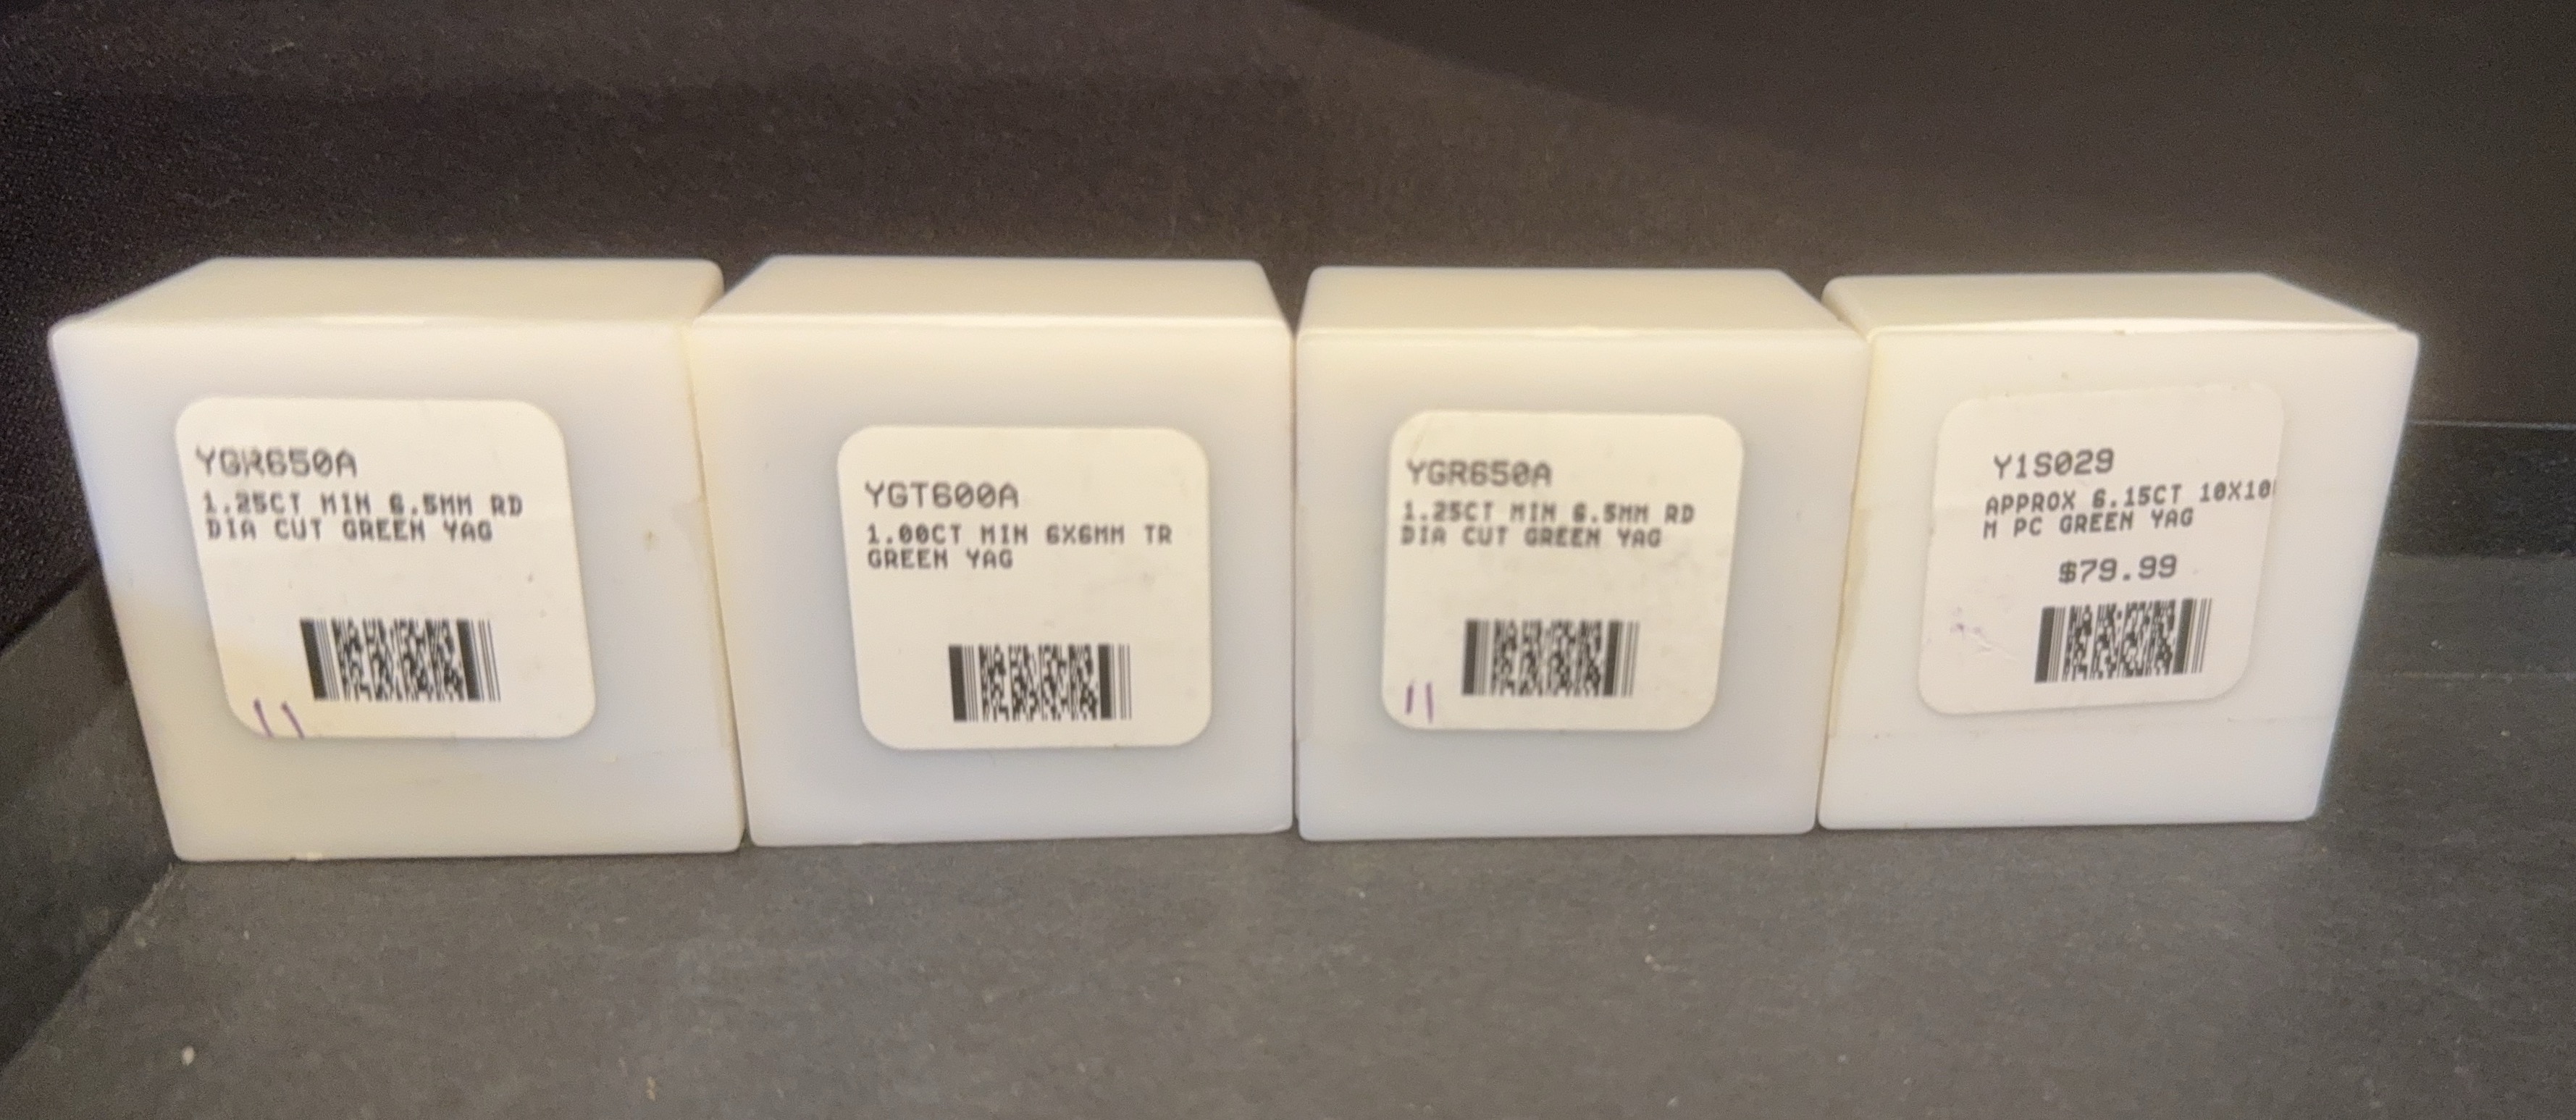 YGR650A
1.25CT MIN 6.5MM RD
DIA CUT GREEN YAG
YGT600A
1.00CT MIN 6X6MM TR
GREEN YAG
YGR650A
1.25CT MIN 6.5MM RD
DIA CUT GREEN YAG
Y1S029
APPROX 6.15CT 10X10
M PC GREEN YAG
$79.99